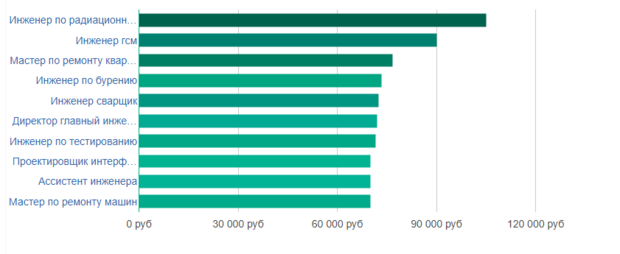 Инженер по радиационн...
Инженер гсм
Мастер по ремонту квар...
Инженер по бурению
Инженер сварщик
Директор главный инже...
Инженер по тестированию
Проектировщик интерф...
Ассистент инженера
Мастер по ремонту машин
0 руб 30 000 руб 60 000 руб 90 000 руб 120 000 руб